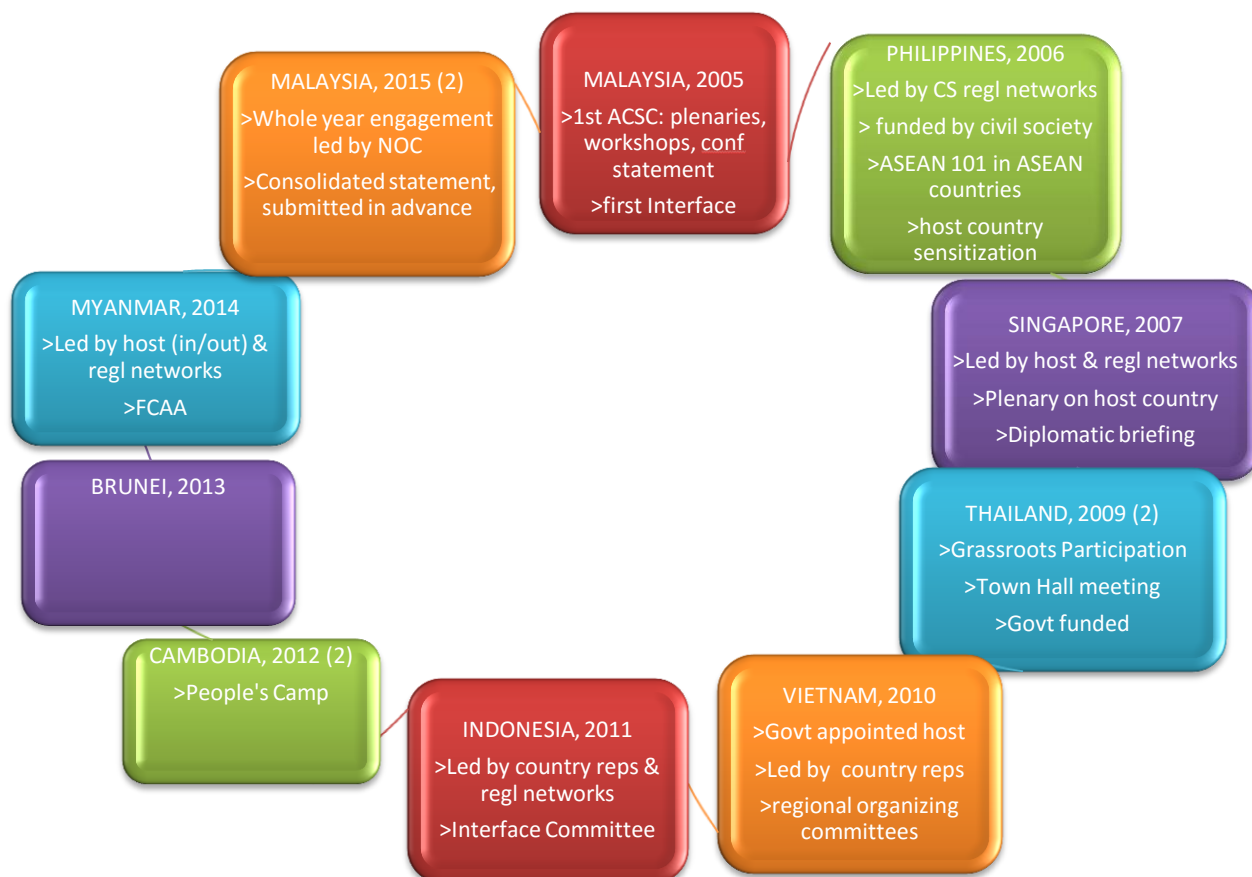 MALAYSIA, 2005
>1st ACSC: plenaries,
workshops, conf
statement
>first Interface
PHILIPPINES, 2006
>Led by CS regl networks
> funded by civil society
>ASEAN 101 in ASEAN
countries
>host country
sensitization
SINGAPORE, 2007
>Led by host & regl networks
>Plenary on host country
>Diplomatic briefing
THAILAND, 2009 (2)
>Grassroots Participation
>Town Hall meeting
>Govt funded
VIETNAM, 2010
>Govt appointed host
>Led by  country reps
>regional organizing
committees
INDONESIA, 2011
>Led by country reps &
regl networks
>Interface Committee
CAMBODIA, 2012 (2)
>People's Camp
BRUNEI, 2013
MYANMAR, 2014
>Led by host (in/out) &
regl networks
>FCAA
MALAYSIA, 2015 (2)
>Whole year engagement
led by NOC
>Consolidated statement,
submitted in advance